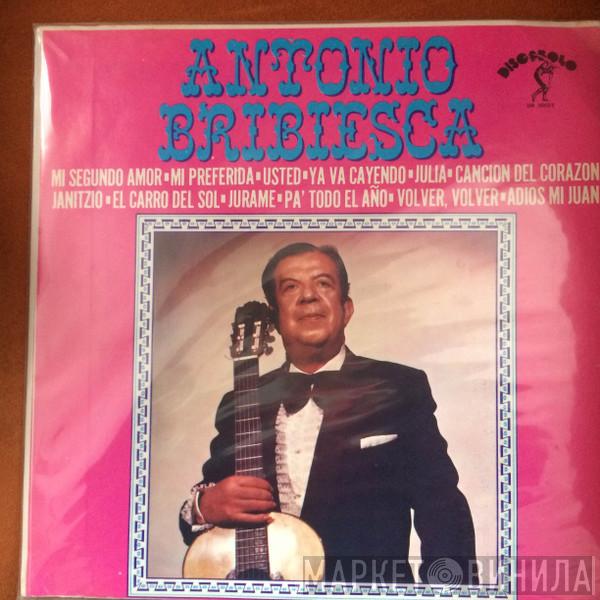 ANTONIO
BRIBIESCA
DISCOSOLO
MI SEGUNDO AMOR▪MI PREFERIDA▪USTED▪YA VA CAYENDO▪JULIA▪CANCION DEL CORAZON
JANITZIO▪EL CARRO DEL SOL▪JURAME▪PA' TODO EL AÑO▪VOLVER, VOLVER▪ADIOS MI JUAN
МАРКЕТ ВИНИЛА